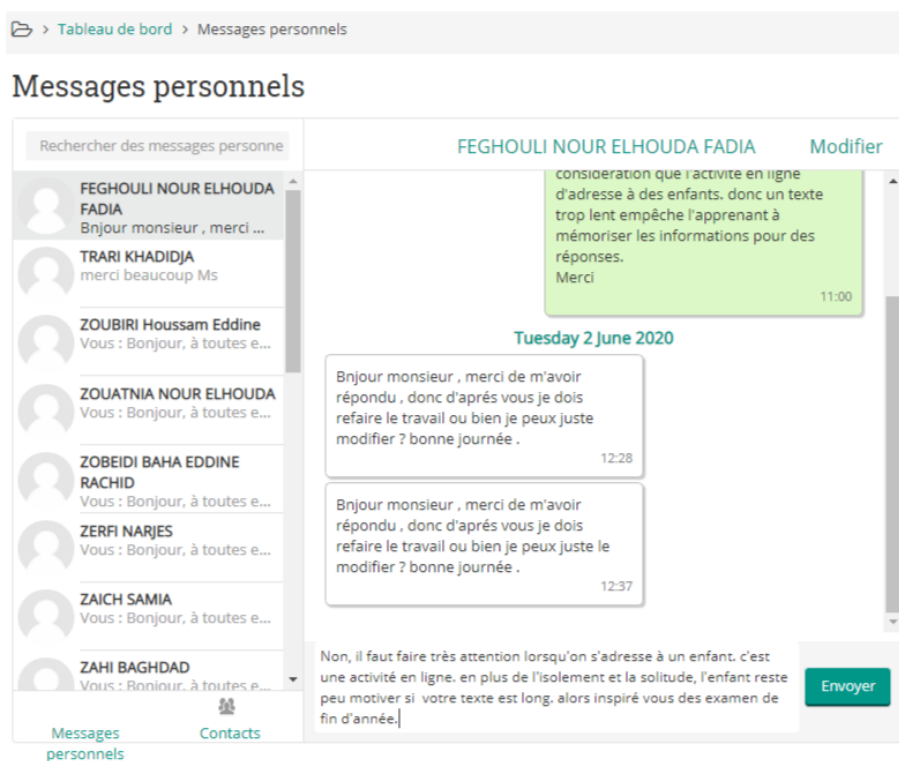 > Tableau de bord > Messages personnels
Messages personnels
Rechercher des messages personne
FEGHOULI NOUR ELHOUDA
FADIA
Bnjour monsieur , merci ...
TRARI KHADIDJA
merci beaucoup Ms
ZOUBIRI Houssam Eddine
Vous : Bonjour, à toutes e...
ZOUATNIA NOUR ELHOUDA
Vous : Bonjour, à toutes e...
ZOBEIDI BAHA EDDINE
RACHID
Vous : Bonjour, à toutes e...
ZERFI NARJES
Vous : Bonjour, à toutes e...
ZAICH SAMIA
Vous : Bonjour, à toutes e...
ZAHI BAGHDAD
Vous : Bonjour, à toutes e...
Messages
personnels
Contacts
FEGHOULI NOUR ELHOUDA FADIA
Modifier
considération que l'activité en ligne
d'adresse à des enfants. donc un texte
trop lent empêche l'apprenant à
mémoriser les informations pour des
réponses.
Merci
11:00
Tuesday 2 June 2020
Bnjour monsieur , merci de m'avoir
répondu , donc d'aprés vous je dois
refaire le travail ou bien je peux juste
modifier ? bonne journée .
12:28
Bnjour monsieur , merci de m'avoir
répondu , donc d'aprés vous je dois
refaire le travail ou bien je peux juste le
modifier ? bonne journée .
12:37
Non, il faut faire très attention lorsqu'on s'adresse à un enfant. c'est
une activité en ligne. en plus de l'isolement et la solitude, l'enfant reste
peu motiver si votre texte est long. alors inspiré vous des examen de
fin d'année.
Envoyer